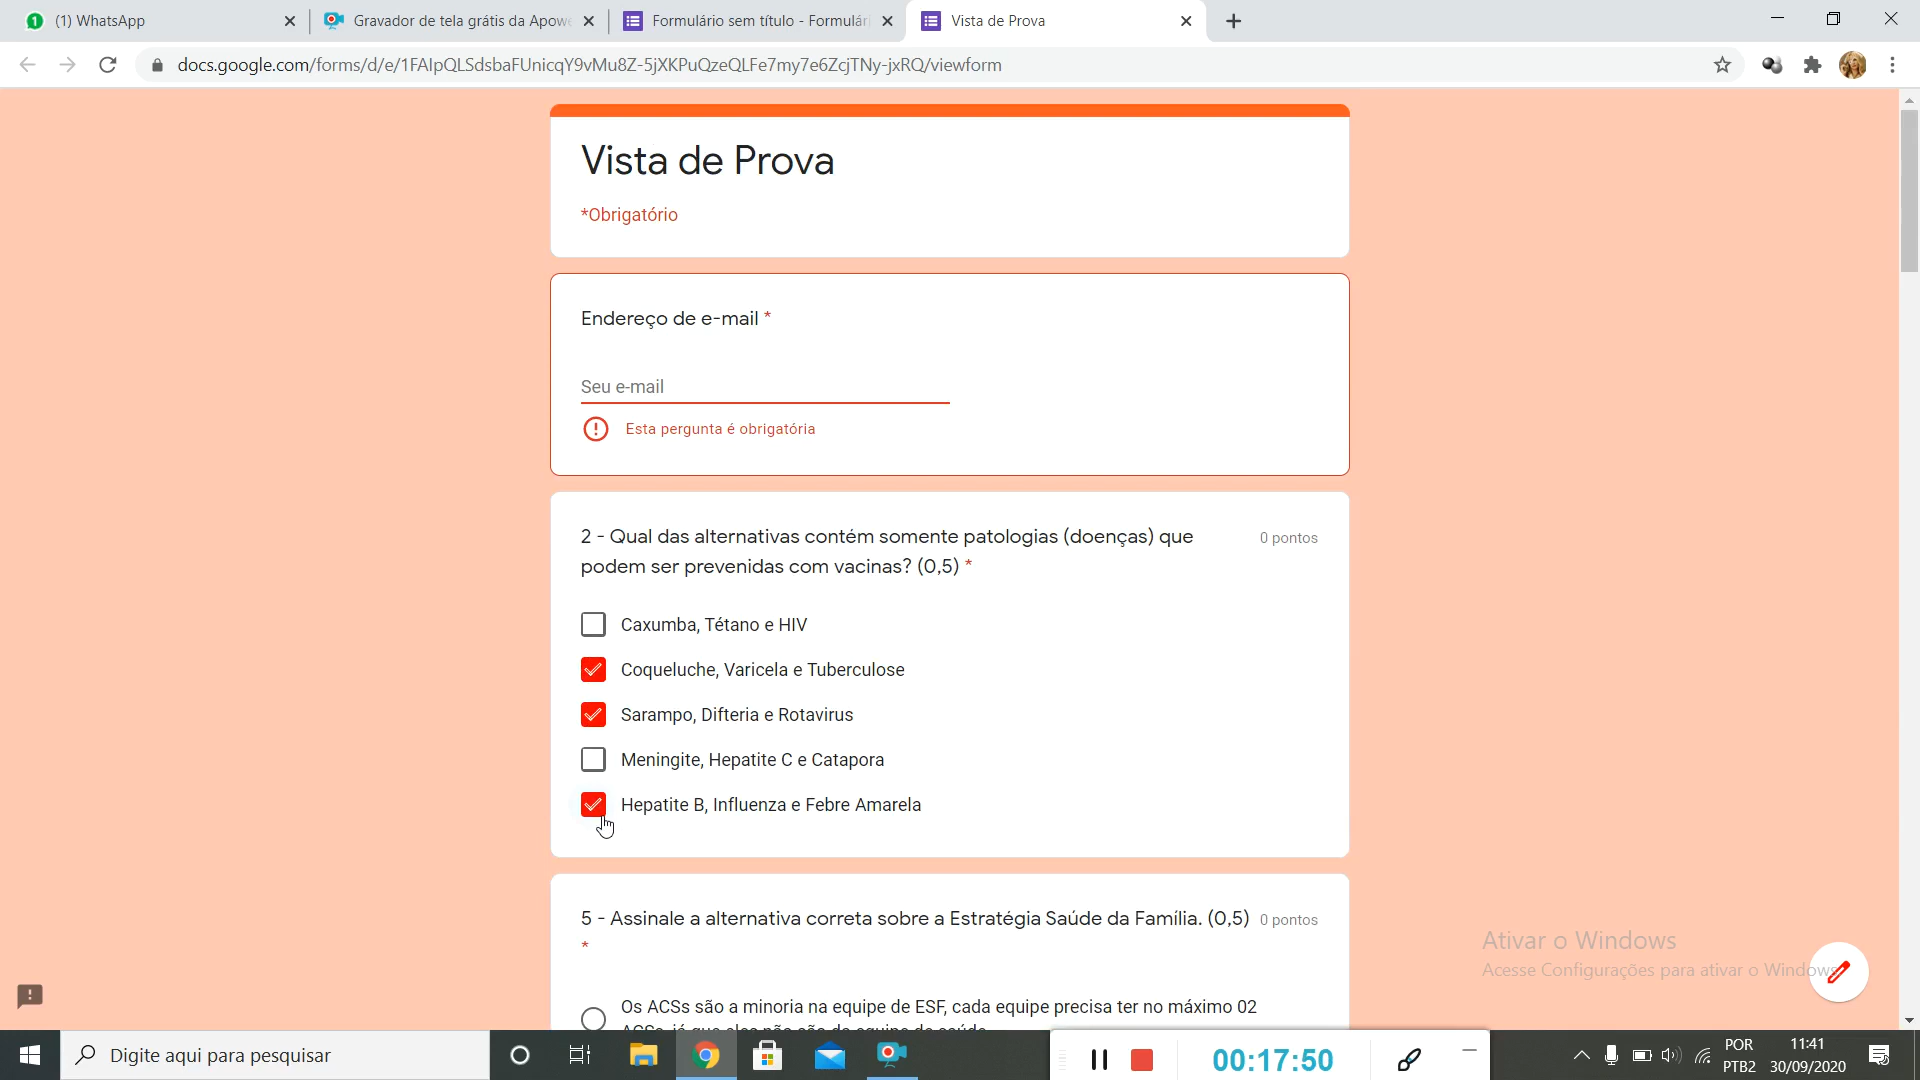 (1) WhatsApp
Gravador de tela grátis da Apowe
Formulário sem título - Formulári
Vista de Prova
docs.google.com/forms/d/e/1FAIpQLSdsbaFUnicqY9vMu8Z-5jXKPuQzeQLFe7my7e6ZcjTNy-jxRQ/viewform
Vista de Prova
*Obrigatório
Endereço de e-mail *
Seu e-mail
Esta pergunta é obrigatória
2 - Qual das alternativas contém somente patologias (doenças) que
podem ser prevenidas com vacinas? (0,5) *
0 pontos
Caxumba, Tétano e HIV
Coqueluche, Varicela e Tuberculose
Sarampo, Difteria e Rotavirus
Meningite, Hepatite C e Catapora
Hepatite B, Influenza e Febre Amarela
5 - Assinale a alternativa correta sobre a Estratégia Saúde da Família. (0,5)
*
0 pontos
Os ACSs são a minoria na equipe de ESF, cada equipe precisa ter no máximo 02
Ativar o Windows
Acesse Configurações para ativar o Windows
Digite aqui para pesquisar
00:17:50
POR
PTB2
11:41
30/09/2020